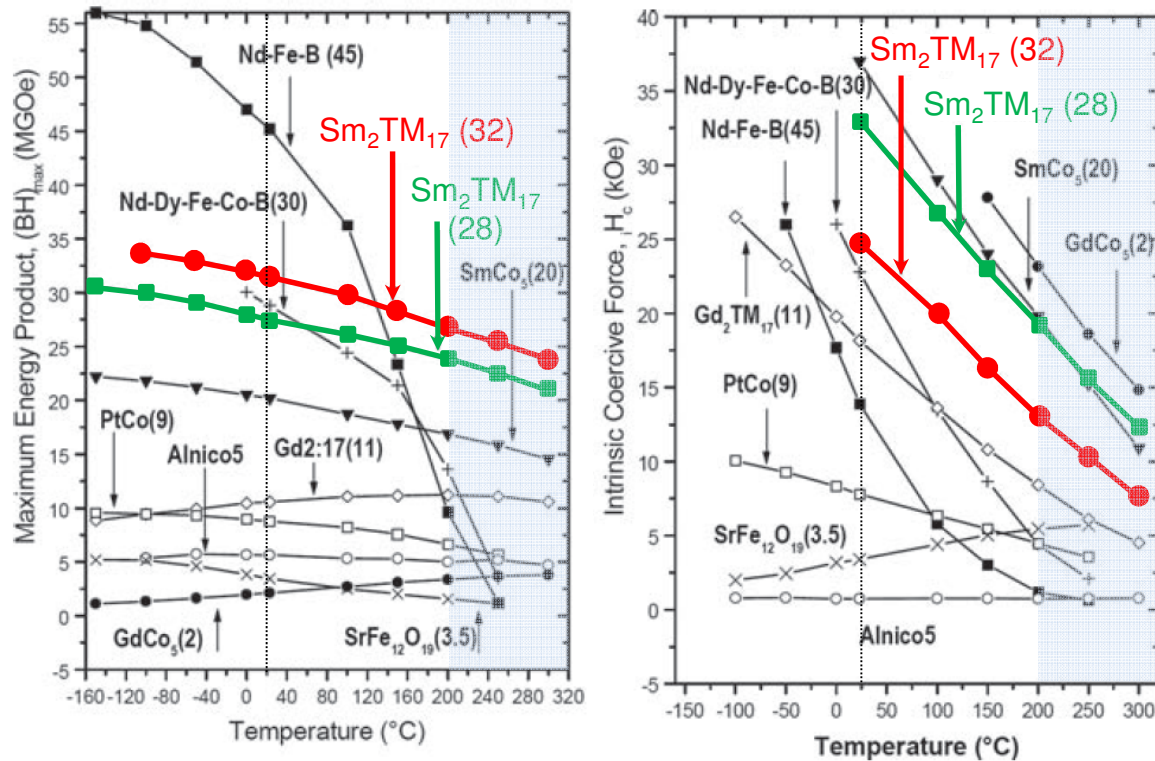 Maximum Energy Product, (BH)max (MGOe)
55
50
45
40
35
30
25
20
15
10
5
0
-5
-160 -120 -80 -40 0 40 80 120 160 200 240 280 320
Temperature (°C)
Nd-Fe-B (45)
Sm₂TM₁₇ (32)
Nd-Dy-Fe-Co-B(30)
Sm₂TM₁₇
(28)
SmCo₅(20)
PtCo(9)
Alnico5
Gd2:17(11)
GdCo₅(2)
SrFe₁₂O₁₉(3.5)
Intrinsic Coercive Force, ᵢHc (kOe)
40
35
30
25
20
15
10
5
0
-5
-150 -100 -50 0 50 100 150 200 250 300
Temperature (°C)
Sm₂TM₁₇ (32)
Nd-Dy-Fe-Co-B(30)
Sm₂TM₁₇ (28)
Nd-Fe-B(45)
SmCo₅(20)
GdCo₅(2)
Gd₂TM₁₇(11)
PtCo(9)
SrFe₁₂O₁₉(3.5)
Alnico5